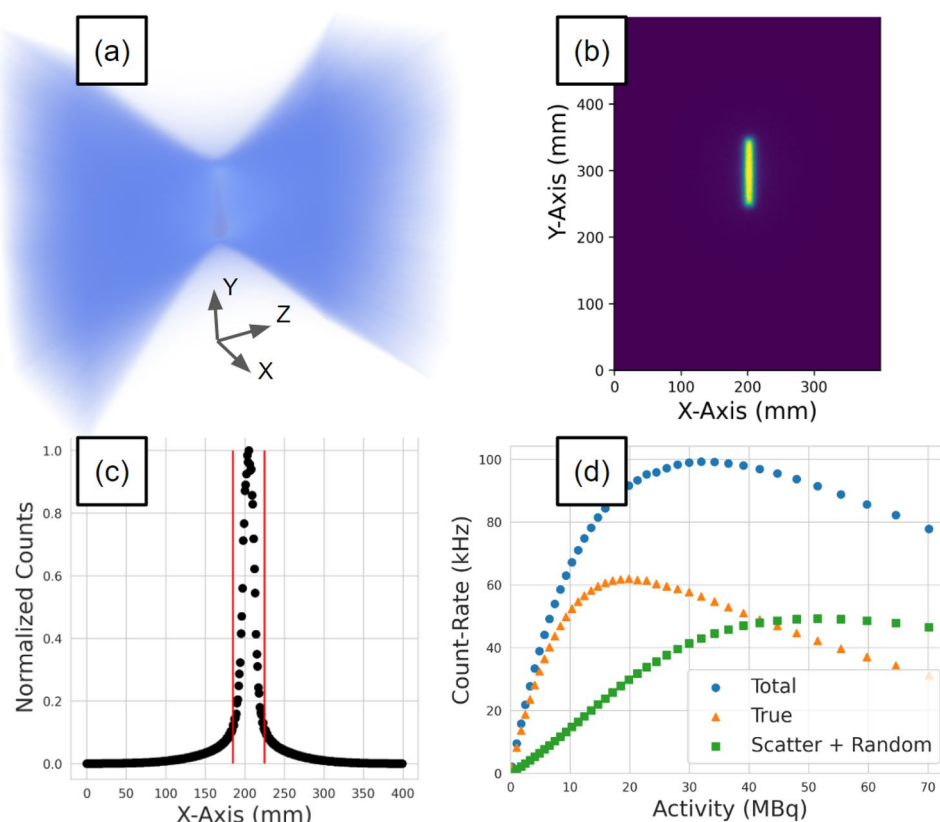 (a)
Y
Z
X
(b)
400
300
200
100
0
0 100 200 300
Y-Axis (mm)
X-Axis (mm)
(c)
1.0
0.8
0.6
0.4
0.2
0.0
0 50 100 150 200 250 300 350 400
Normalized Counts
X-Axis (mm)
(d)
100
80
60
40
20
0
0 10 20 30 40 50 60 70
Count-Rate (kHz)
Activity (MBq)
Total
True
Scatter + Random